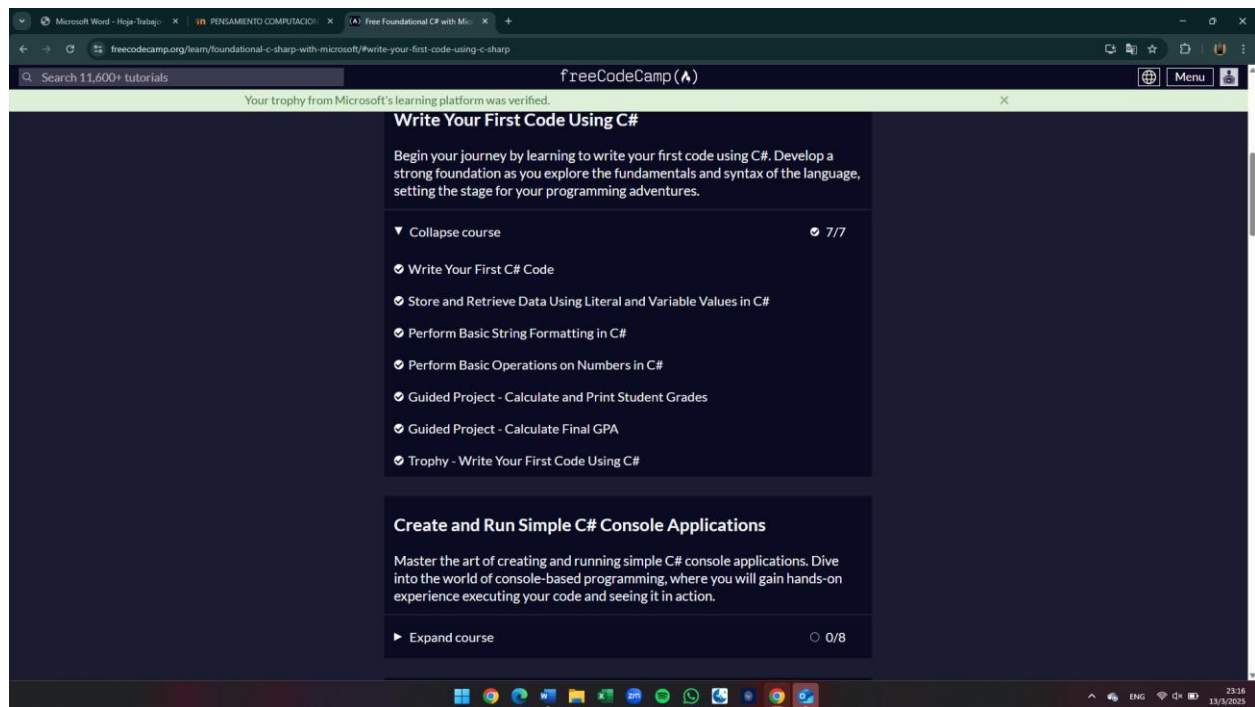 Microsoft Word - Hoja-Trabajo
PENSAMIENTO COMPUTACION
(A) Free Foundational C# with Mic
freecodecamp.org/learn/foundational-c-sharp-with-microsoft/#write-your-first-code-using-c-sharp
Search 11,600+ tutorials
freeCodeCamp(A)
Menu
Your trophy from Microsoft's learning platform was verified.
Write Your First Code Using C#
Begin your journey by learning to write your first code using C#. Develop a
strong foundation as you explore the fundamentals and syntax of the language,
setting the stage for your programming adventures.
Collapse course
7/7
Write Your First C# Code
Store and Retrieve Data Using Literal and Variable Values in C#
Perform Basic String Formatting in C#
Perform Basic Operations on Numbers in C#
Guided Project - Calculate and Print Student Grades
Guided Project - Calculate Final GPA
Trophy - Write Your First Code Using C#
Create and Run Simple C# Console Applications
Master the art of creating and running simple C# console applications. Dive
into the world of console-based programming, where you will gain hands-on
experience executing your code and seeing it in action.
Expand course
0/8
zm
ENG
23:16
13/3/2025